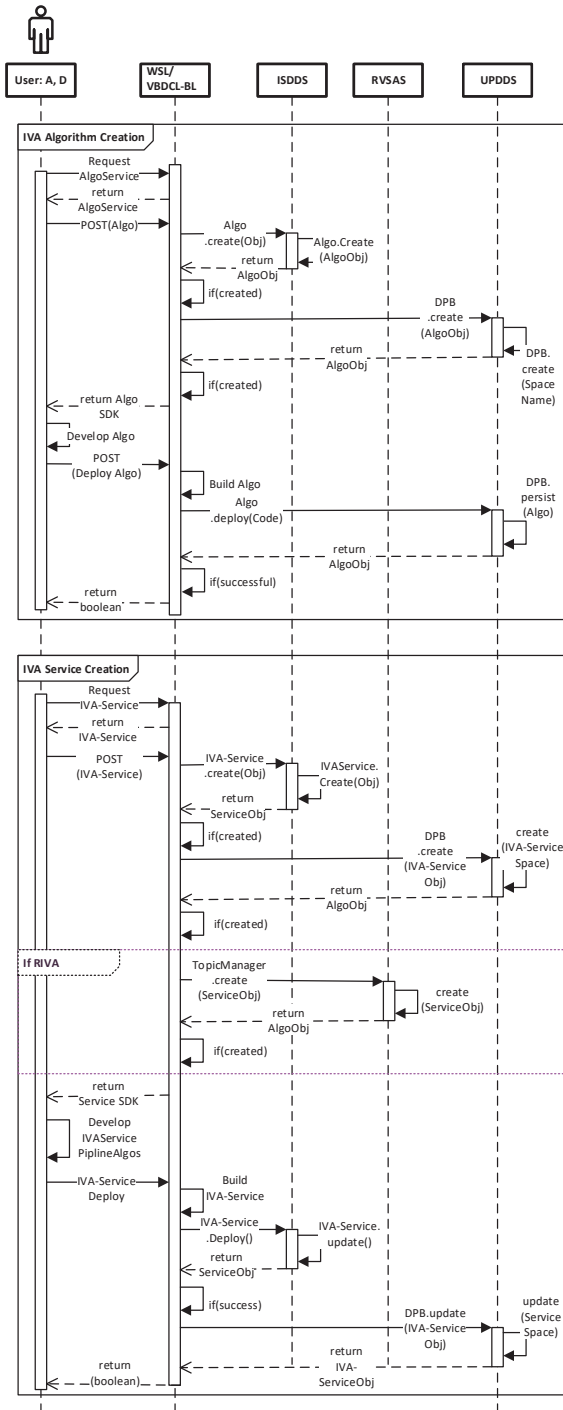 User: A, D
WSL/
VBDCL-BL
ISDDS
RVSAS
UPDDS
IVA Algorithm Creation
Request
AlgoService
return
AlgoService
POST(Algo)
Algo
.create(Obj)
Algo.Create
(AlgoObj)
return
AlgoObj
if(created)
DPB
.create
(AlgoObj)
DPB.
create
(Space
Name)
return
AlgoObj
if(created)
return Algo
SDK
Develop Algo
POST
(Deploy Algo)
Build Algo
Algo
.deploy(Code)
DPB.
persist
(Algo)
return
AlgoObj
if(successful)
return
boolean
IVA Service Creation
Request
IVA-Service
return
IVA-Service
POST
(IVA-Service)
IVA-Service
.create(Obj)
IVAService.
Create(Obj)
return
ServiceObj
if(created)
DPB
.create
(IVA-Service
Obj)
create
(IVA-Service
Space)
return
AlgoObj
if(created)
If RIVA
TopicManager
.create
(ServiceObj)
create
(ServiceObj)
return
AlgoObj
if(created)
return
Service SDK
Develop
IVAService
PiplineAlgos
IVA-Service
Deploy
Build
IVA-Service
IVA-Service
.Deploy()
IVA-Service.
update()
return
ServiceObj
if(success)
DPB.update
(IVA-Service
Obj)
update
(Service
Space)
return
IVA-
ServiceObj
return
(boolean)